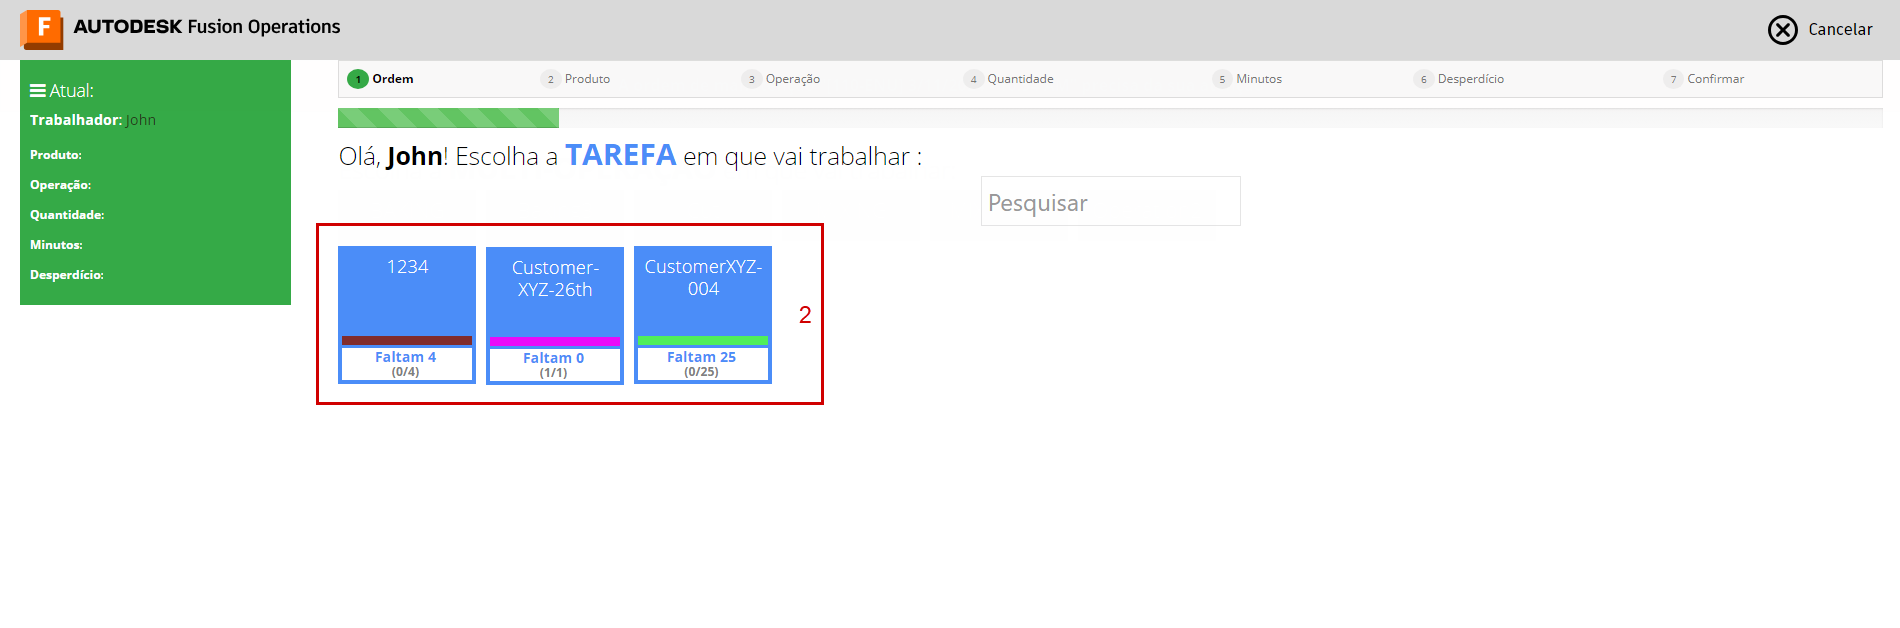 F AUTODESK Fusion Operations
Cancelar
Atual:
Trabalhador: John
Produto:
Operação:
Quantidade:
Minutos:
Desperdício:
1 Ordem 2 Produto 3 Operação 4 Quantidade 5 Minutos 6 Desperdício 7 Confirmar
Olá, John! Escolha a TAREFA em que vai trabalhar :
Pesquisar
1234
Faltam 4
(0/4)
Customer-
XYZ-26th
Faltam 0
(1/1)
CustomerXYZ-
004
Faltam 25
(0/25)
2